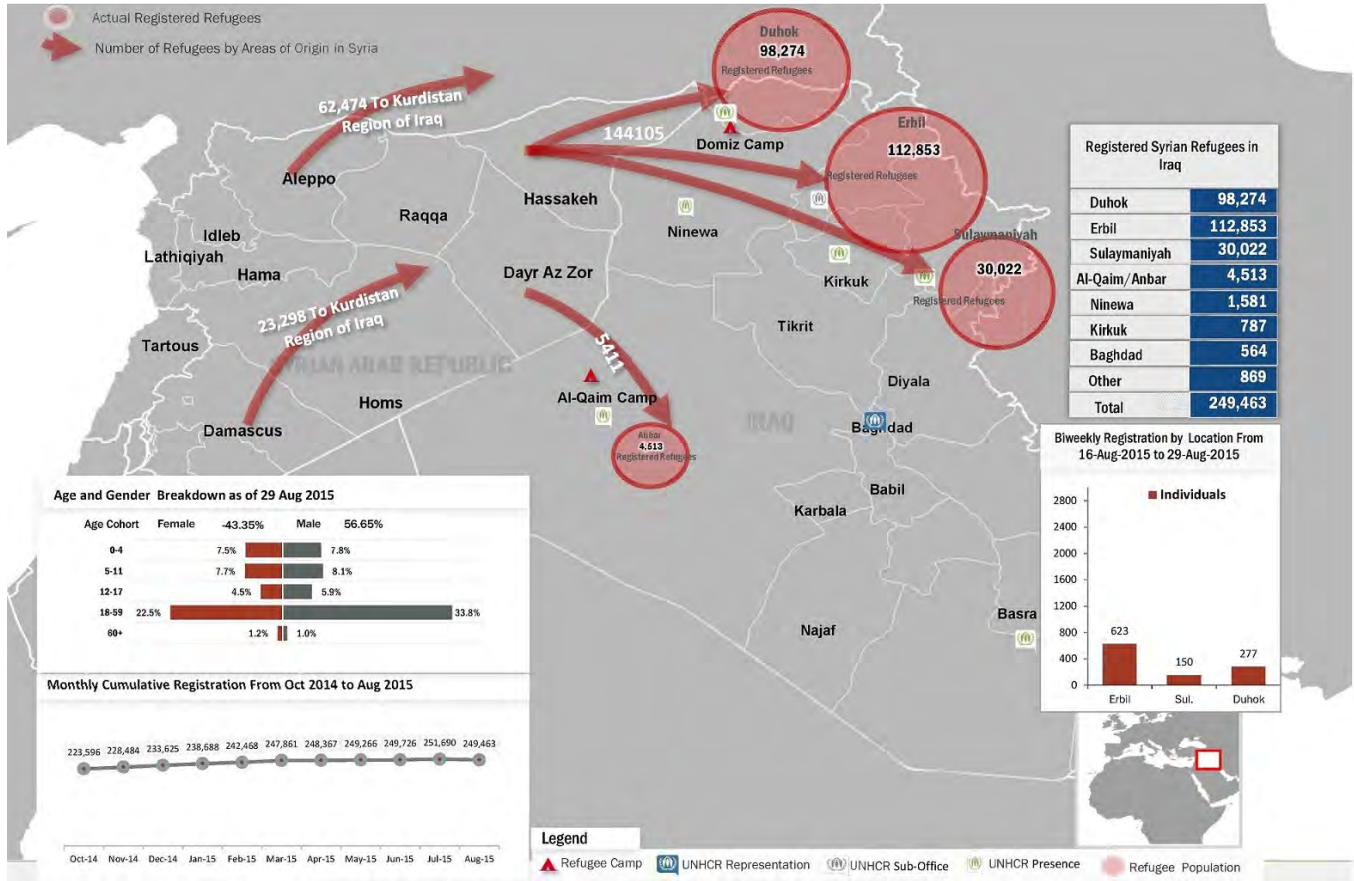 Actual Registered Refugees
Number of Refugees by Areas of Origin in Syria
62,474 To Kurdistan
Region of Iraq
144105
Duhok
98,274
Registered Refugees
Domiz Camp
Erbil
112,853
Registered Refugees
Aleppo
Hassakeh
Raqqa
Ninewa
Idleb
Lathiqiyah
Hama
Dayr Az Zor
Kirkuk
Sulaymaniyah
30,022
Registered Refugees
23,298 To Kurdistan
Region of Iraq
Tikrit
Tartous
SYRIAN ARAB REPUBLIC
5411
Diyala
Al-Qaim Camp
Homs
IRAQ
Damascus
Baghdad
Anbar
4,513
Registered Refugees
Babil
Karbala
Basra
Najaf
Registered Syrian Refugees in
Iraq
Duhok 98,274
Erbil 112,853
Sulaymaniyah 30,022
Al-Qaim/Anbar 4,513
Ninewa 1,581
Kirkuk 787
Baghdad 564
Other 869
Total 249,463
Biweekly Registration by Location From
16-Aug-2015 to 29-Aug-2015
Individuals
2800
2400
2000
1600
1200
800
400
0
623
150
277
Erbil Sul. Duhok
Age and Gender Breakdown as of 29 Aug 2015
Age Cohort Female -43.35% Male 56.65%
0-4 7.5% 7.8%
5-11 7.7% 8.1%
12-17 4.5% 5.9%
18-59 22.5% 33.8%
60+ 1.2% 1.0%
Monthly Cumulative Registration From Oct 2014 to Aug 2015
223,596 228,484 233,625 238,688 242,468 247,861 248,367 249,266 249,726 251,690 249,463
Oct-14 Nov-14 Dec-14 Jan-15 Feb-15 Mar-15 Apr-15 May-15 Jun-15 Jul-15 Aug-15
Legend
Refugee Camp UNHCR Representation UNHCR Sub-Office UNHCR Presence Refugee Population